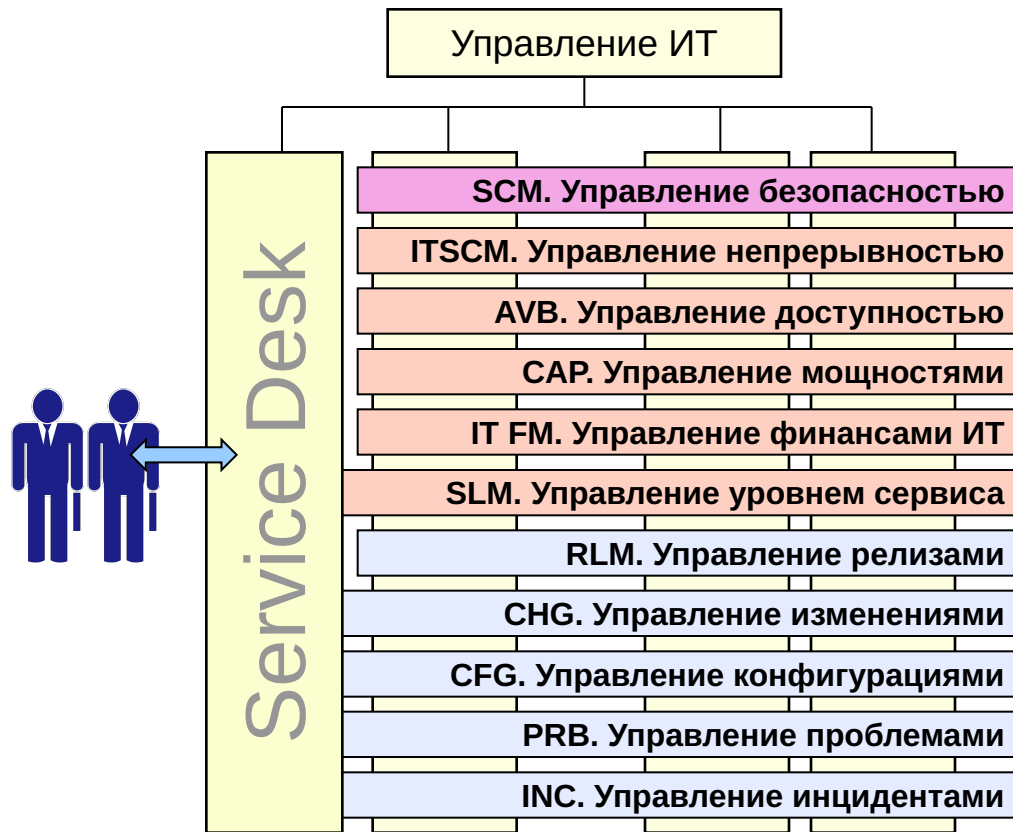 Управление ИТ
Service Desk
SCM. Управление безопасностью
ITSCM. Управление непрерывностью
AVB. Управление доступностью
CAP. Управление мощностями
IT FM. Управление финансами ИТ
SLM. Управление уровнем сервиса
RLM. Управление релизами
CHG. Управление изменениями
CFG. Управление конфигурациями
PRB. Управление проблемами
INC. Управление инцидентами